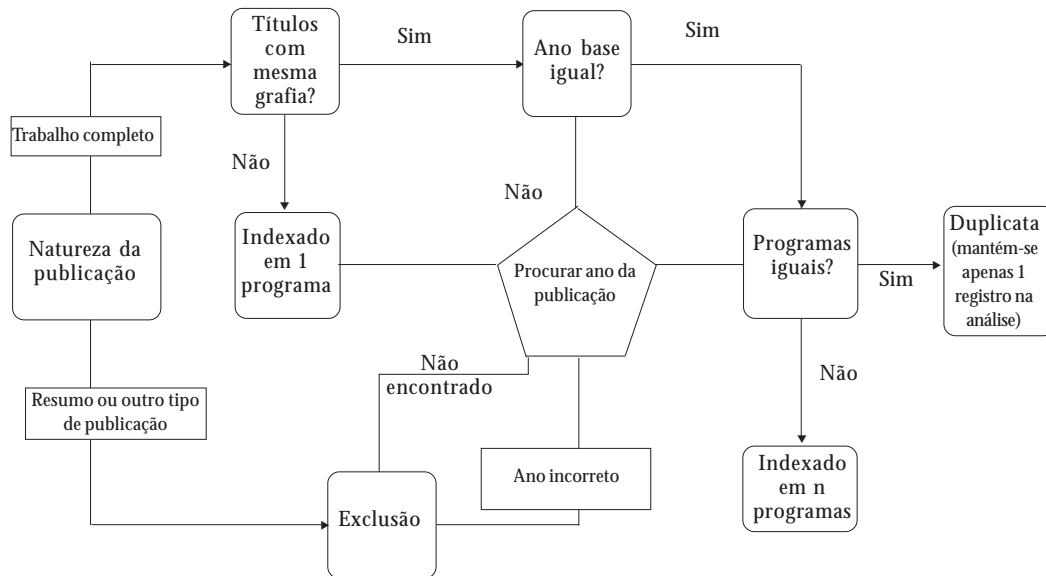 Títulos
com
mesma
grafia?
Sim
Ano base
igual?
Sim
Trabalho completo
Não
Não
Natureza da
publicação
Indexado
em 1
programa
Procurar ano da
publicação
Programas
iguais?
Sim
Duplicata
(mantém-se
apenas 1
registro na
análise)
Não
encontrado
Não
Resumo ou outro tipo
de publicação
Ano incorreto
Indexado
em n
programas
Exclusão